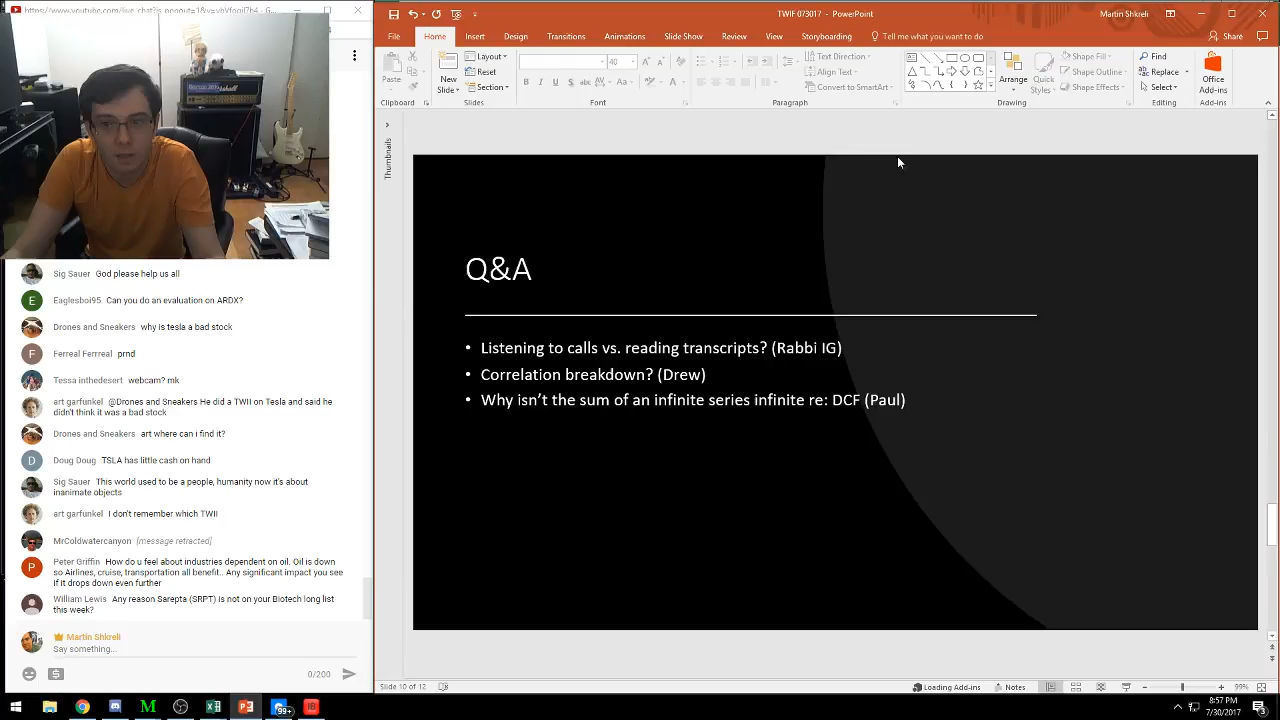 TWIF 073017 - PowerPoint
Martin Shkreli
File Home Insert Design Transitions Animations Slide Show Review View Storyboarding Tell me what you want to do Share
Paste
Clipboard
New
Slide
Layout
Reset
Section
Slides
40
Font
Text Direction
Align Text
Convert to SmartArt
Paragraph
Arrange
Quick
Styles
Shape Fill
Shape Outline
Shape Effects
Drawing
Find
Replace
Select
Editing
Office
Add-ins
Add-ins
Thumbnails
Marshall
Sig Sauer God please help us all
E Eaglesboi95 Can you do an evaluation on ARDX?
Drones and Sneakers why is tesla a bad stock
F Ferreal Ferrreal prnd
Tessa inthedesert webcam? mk
art garfunkel @Drones and Sneakers He did a TWII on Tesla and said he
didn't think it was a bad stock
Drones and Sneakers art where can i find it?
D Doug Doug TSLA has little cash on hand
Sig Sauer This world used to be a people, humanity now it's about
inanimate objects
art garfunkel I don't remember which TWII
MrColdwatercanyon [message retracted]
P Peter Griffin How do u feel about industries dependent on oil. Oil is down
so Airlines, cruise, transportation all benefit.. Any significant impact you see
if it drops down even further
William Lewis Any reason Sarepta (SRPT) is not on your Biotech long list
this week?
Martin Shkreli
Say something...
0/200
Q&A
• Listening to calls vs. reading transcripts? (Rabbi IG)
• Correlation breakdown? (Drew)
• Why isn't the sum of an infinite series infinite re: DCF (Paul)
Slide 10 of 12
Loading Add-ins
Notes
99%
99+
8:57 PM
7/30/2017